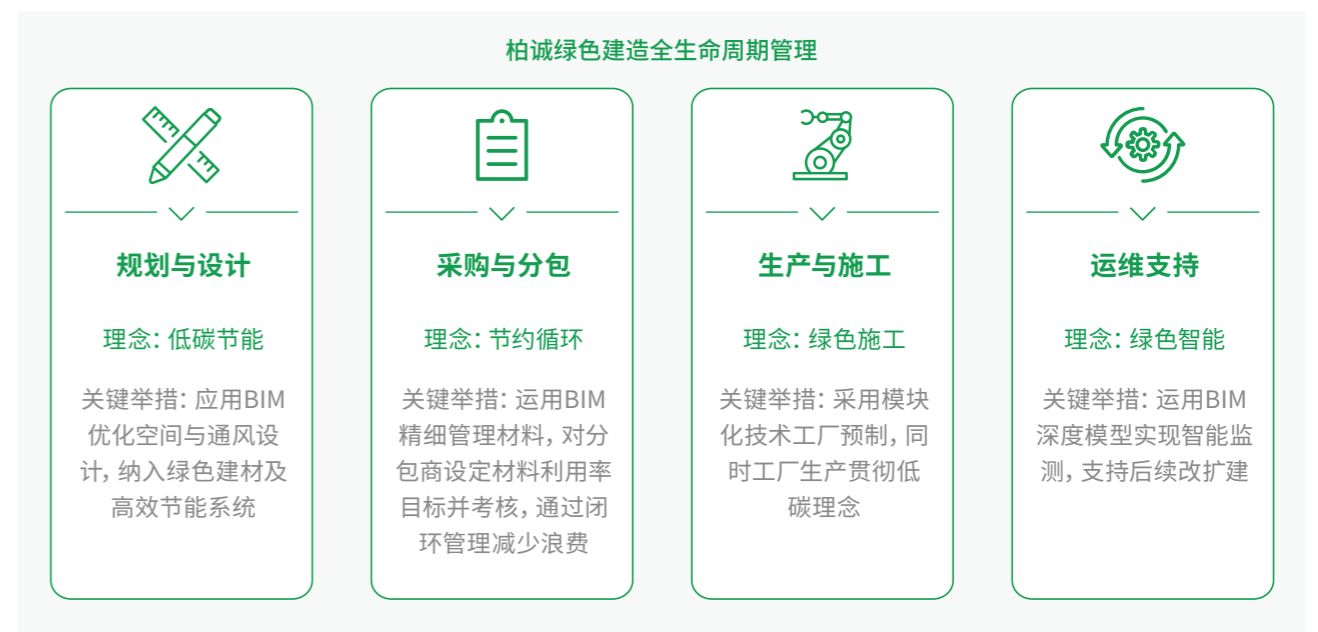 柏诚绿色建造全生命周期管理
规划与设计
理念：低碳节能
关键举措：应用BIM
优化空间与通风设
计，纳入绿色建材及
高效节能系统
采购与分包
理念：节约循环
关键举措：运用BIM
精细管理材料，对分
包商设定材料利用率
目标并考核，通过闭
环管理减少浪费
生产与施工
理念：绿色施工
关键举措：采用模块
化技术工厂预制，同
时工厂生产贯彻低
碳理念
运维支持
理念：绿色智能
关键举措：运用BIM
深度模型实现智能监
测，支持后续改扩建